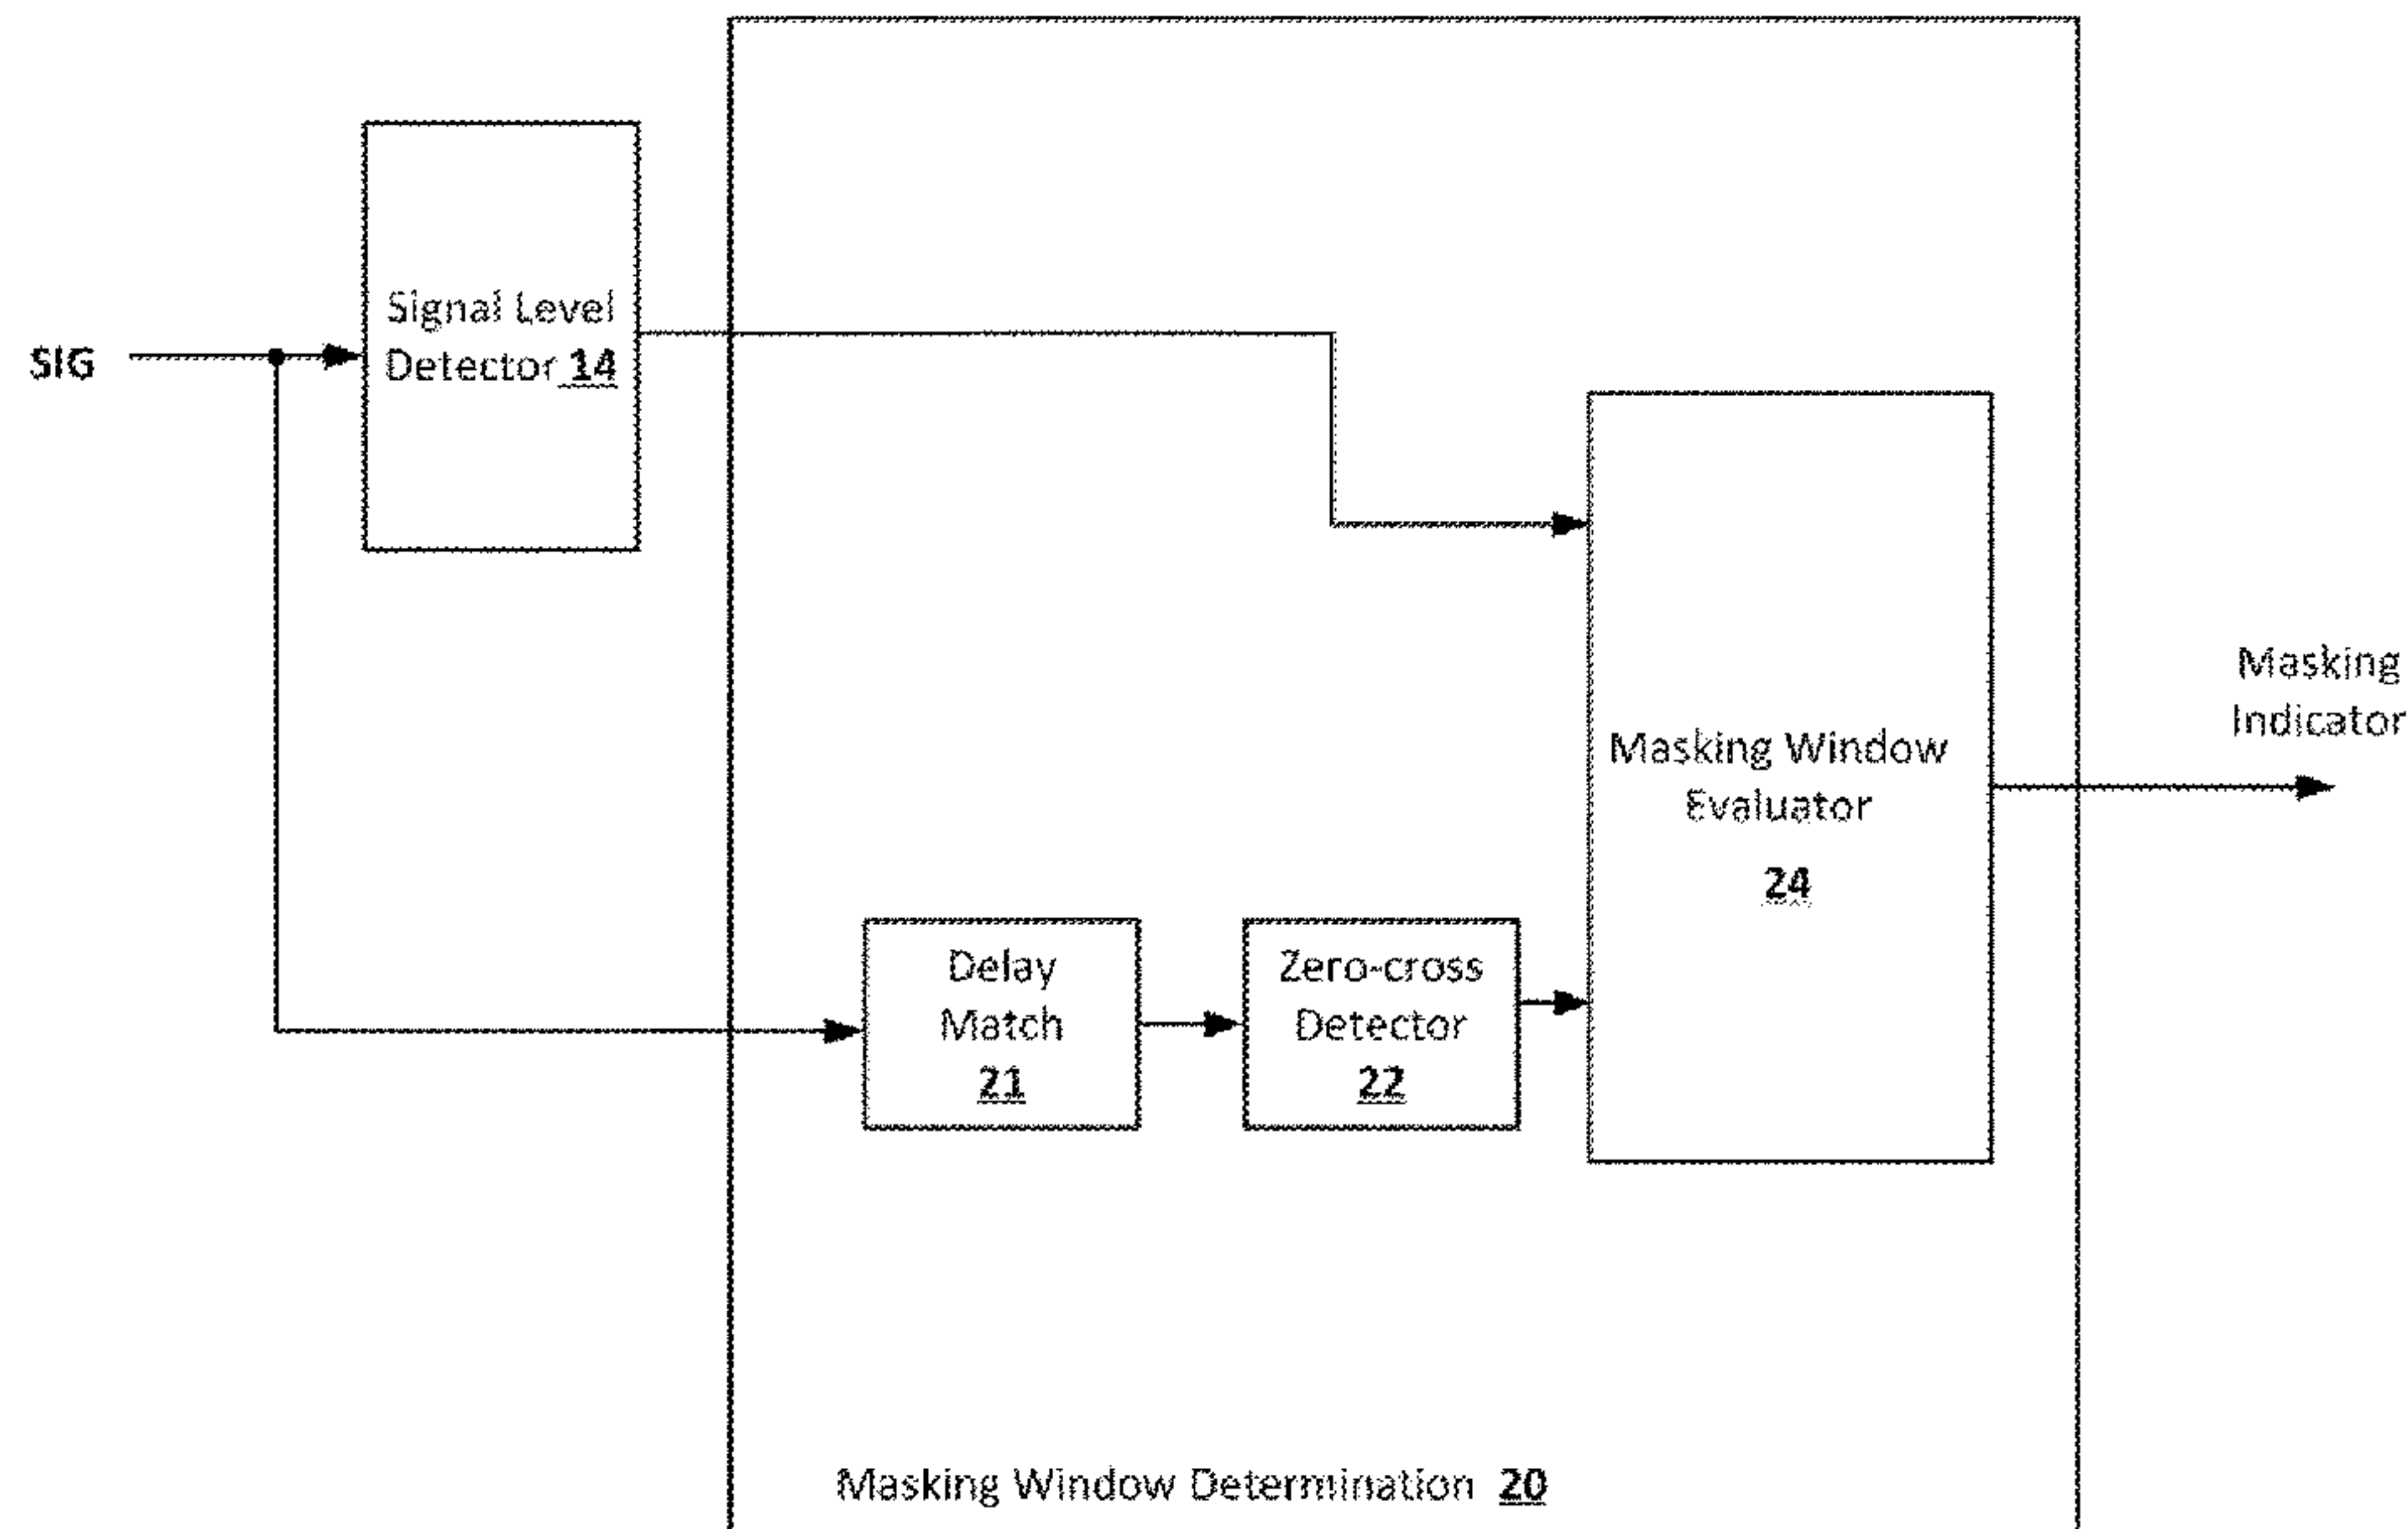 SIG
Signal Level
Detector 14
Masking Window
Evaluator
24
Masking
Indicator
Delay
Match
21
Zero-cross
Detector
22
Masking Window Determination 20